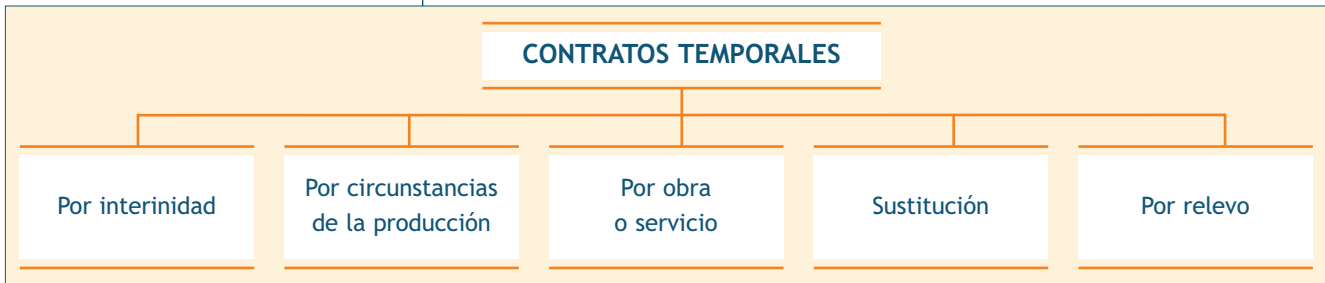 CONTRATOS TEMPORALES
Por interinidad
Por circunstancias
de la producción
Por obra
o servicio
Sustitución
Por relevo